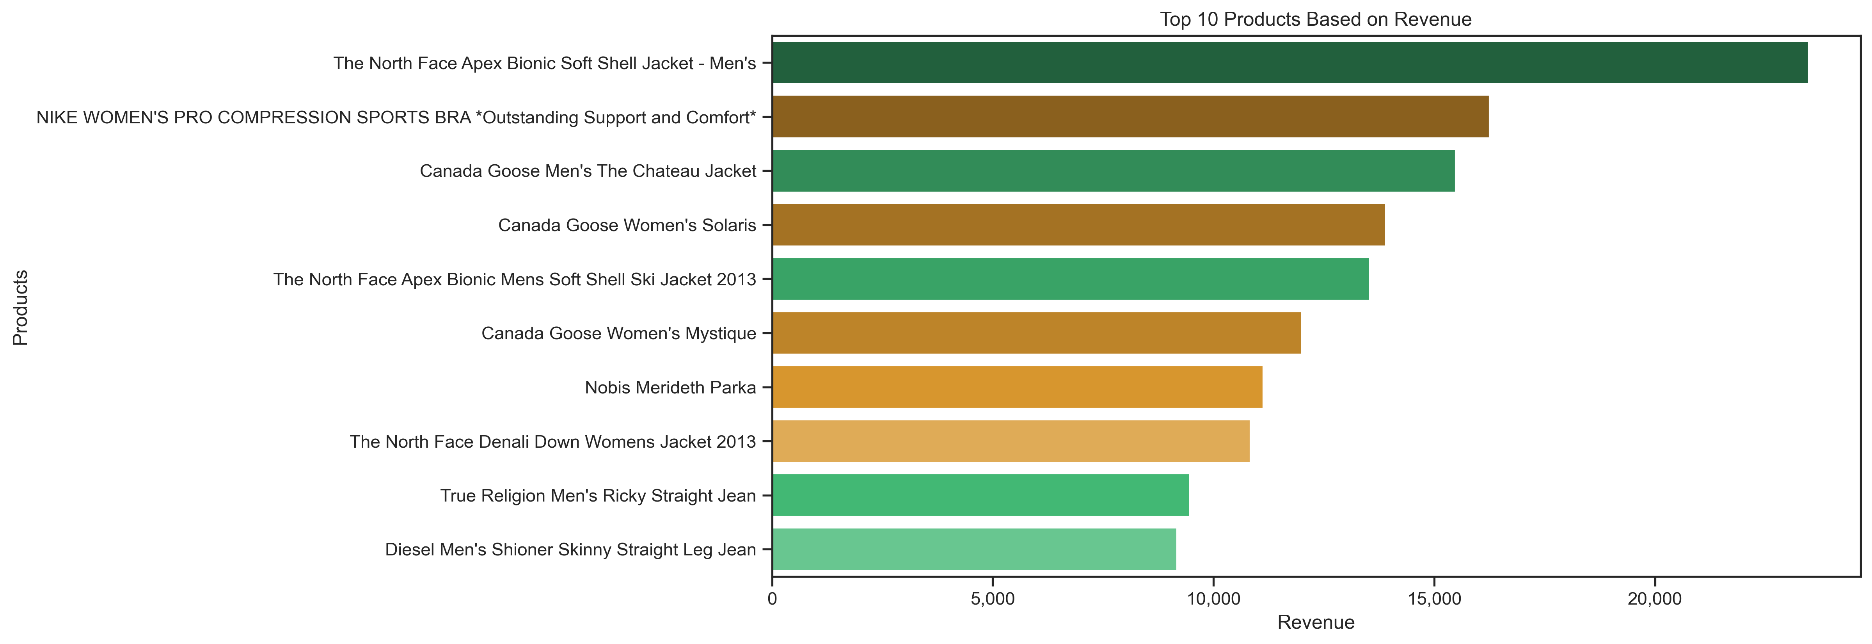 Top 10 Products Based on Revenue
Products
The North Face Apex Bionic Soft Shell Jacket - Men's
NIKE WOMEN'S PRO COMPRESSION SPORTS BRA *Outstanding Support and Comfort*
Canada Goose Men's The Chateau Jacket
Canada Goose Women's Solaris
The North Face Apex Bionic Mens Soft Shell Ski Jacket 2013
Canada Goose Women's Mystique
Nobis Merideth Parka
The North Face Denali Down Womens Jacket 2013
True Religion Men's Ricky Straight Jean
Diesel Men's Shioner Skinny Straight Leg Jean
0 5,000 10,000 15,000 20,000
Revenue